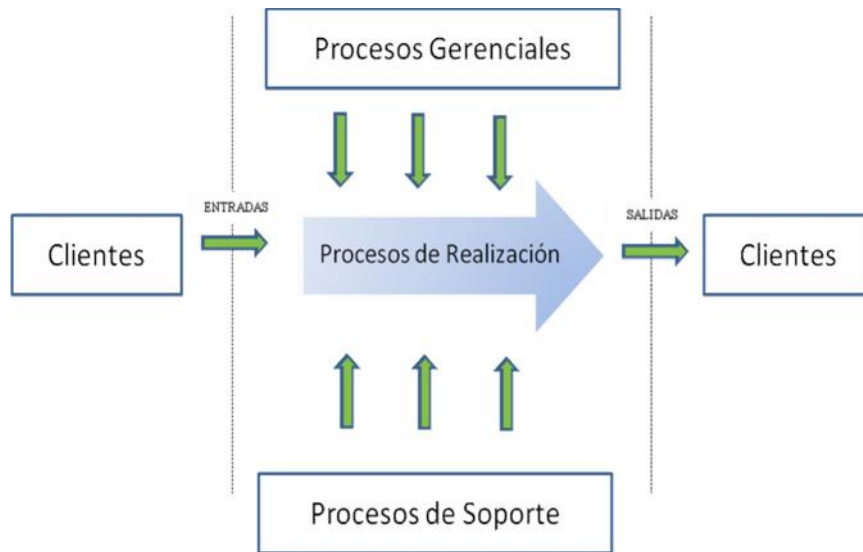 Procesos Gerenciales
ENTRADAS
SALIDAS
Clientes
Procesos de Realización
Clientes
Procesos de Soporte